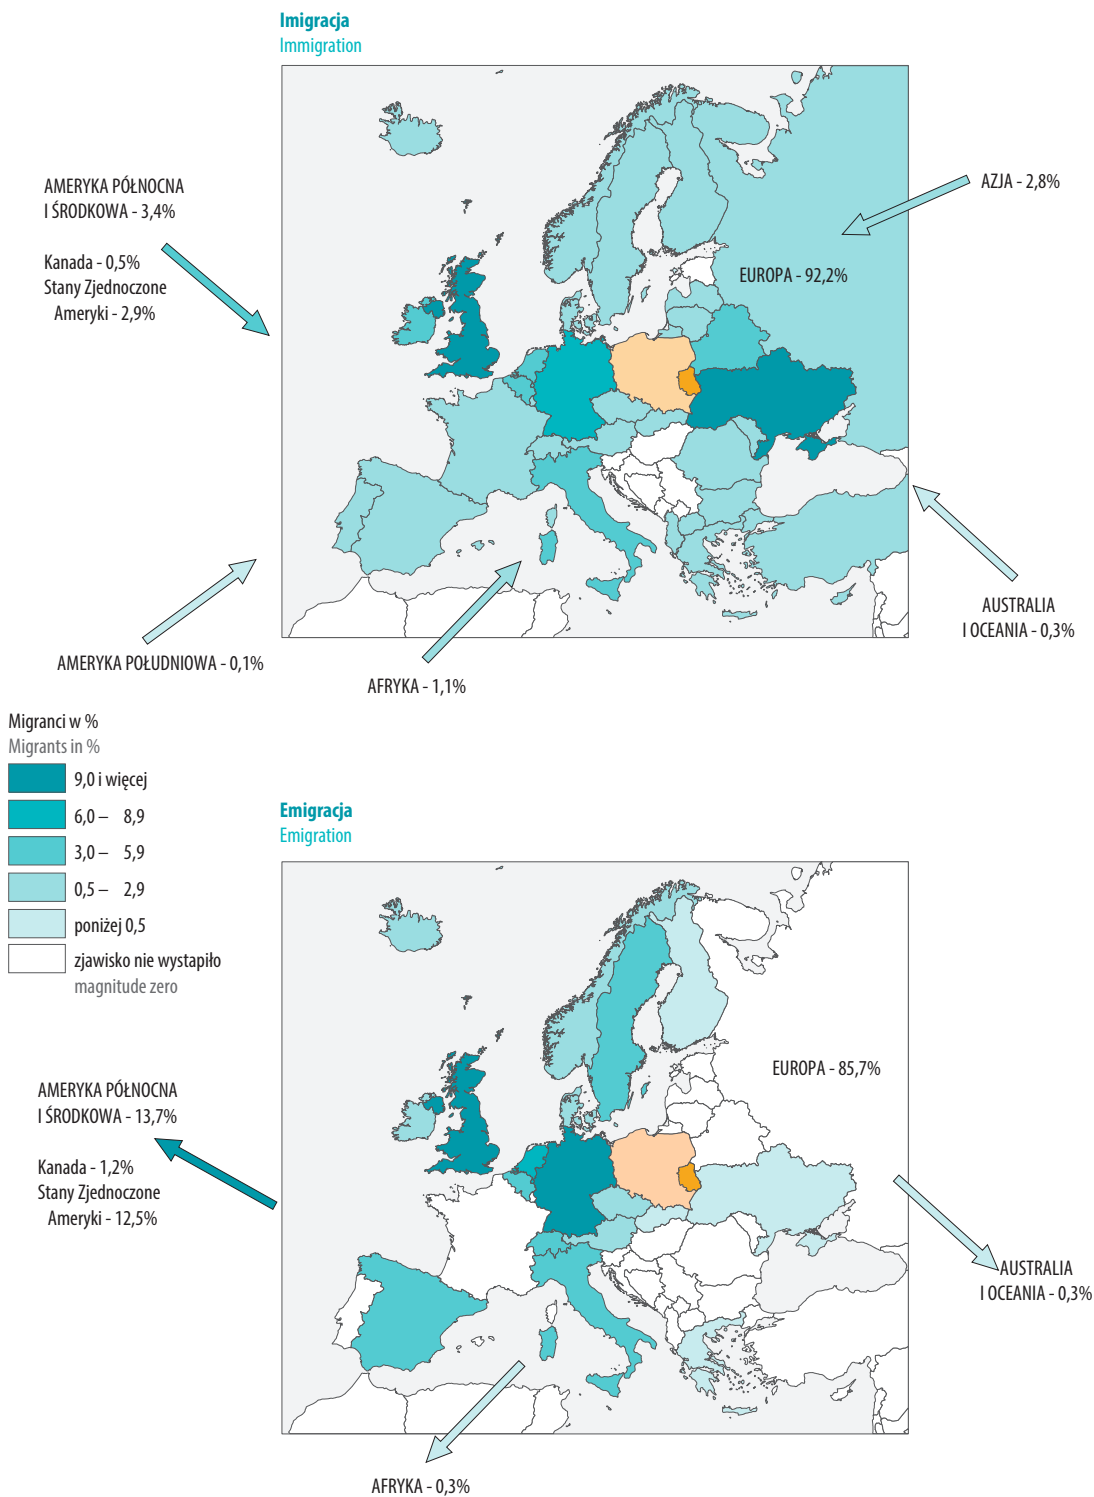 Imigracja
Immigration
AMERYKA PÓŁNOCNA
I ŚRODKOWA - 3,4%
Kanada - 0,5%
Stany Zjednoczone
Ameryki - 2,9%
AZJA - 2,8%
EUROPA - 92,2%
AUSTRALIA
I OCEANIA - 0,3%
AMERYKA POŁUDNIOWA - 0,1%
AFRYKA - 1,1%
Migranci w %
Migrants in %
9,0 i więcej
6,0 – 8,9
3,0 – 5,9
0,5 – 2,9
poniżej 0,5
zjawisko nie wystąpiło
magnitude zero
Emigracja
Emigration
EUROPA - 85,7%
AMERYKA PÓŁNOCNA
I ŚRODKOWA - 13,7%
Kanada - 1,2%
Stany Zjednoczone
Ameryki - 12,5%
AUSTRALIA
I OCEANIA - 0,3%
AFRYKA - 0,3%